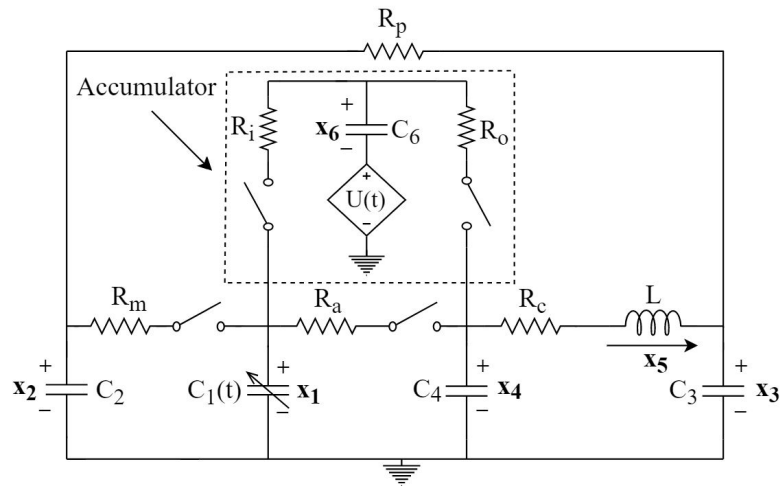 Rp
Accumulator
+
Ri
x6
C6
Ro
−
+
U(t)
−
Rm
Ra
Rc
L
+
+
+
x5
+
x2
C2
C1(t)
x1
C4
x4
C3
x3
−
−
−
−